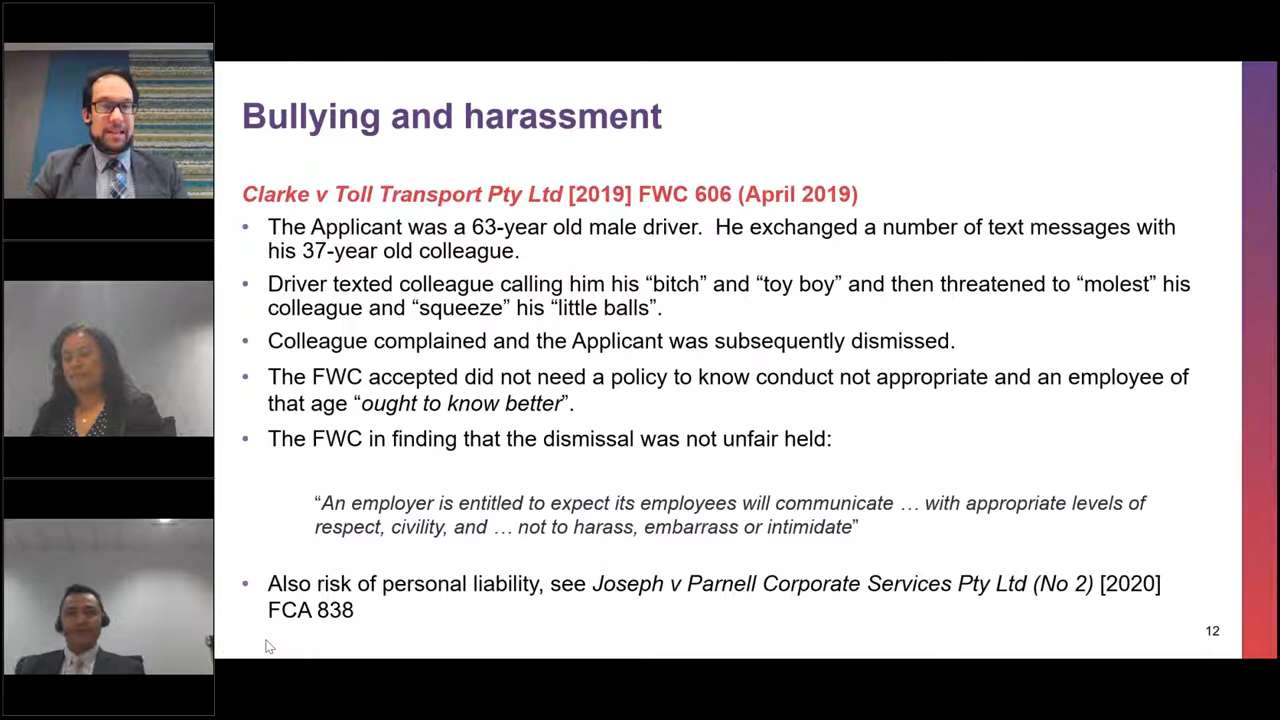 Bullying and harassment
Clarke v Toll Transport Pty Ltd [2019] FWC 606 (April 2019)
• The Applicant was a 63-year old male driver.  He exchanged a number of text messages with
his 37-year old colleague.
• Driver texted colleague calling him his “bitch” and “toy boy” and then threatened to “molest” his
colleague and “squeeze” his “little balls”.
• Colleague complained and the Applicant was subsequently dismissed.
• The FWC accepted did not need a policy to know conduct not appropriate and an employee of
that age “ought to know better”.
• The FWC in finding that the dismissal was not unfair held:
“An employer is entitled to expect its employees will communicate … with appropriate levels of
respect, civility, and … not to harass, embarrass or intimidate”
• Also risk of personal liability, see Joseph v Parnell Corporate Services Pty Ltd (No 2) [2020]
FCA 838
12